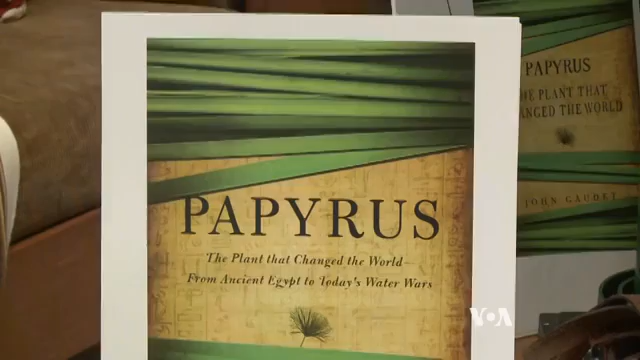 PAPYRUS
The Plant that Changed the World—
From Ancient Egypt to Today's Water Wars
PAPYRUS
THE PLANT THAT
CHANGED THE WORLD
JOHN GAUDET
VOA